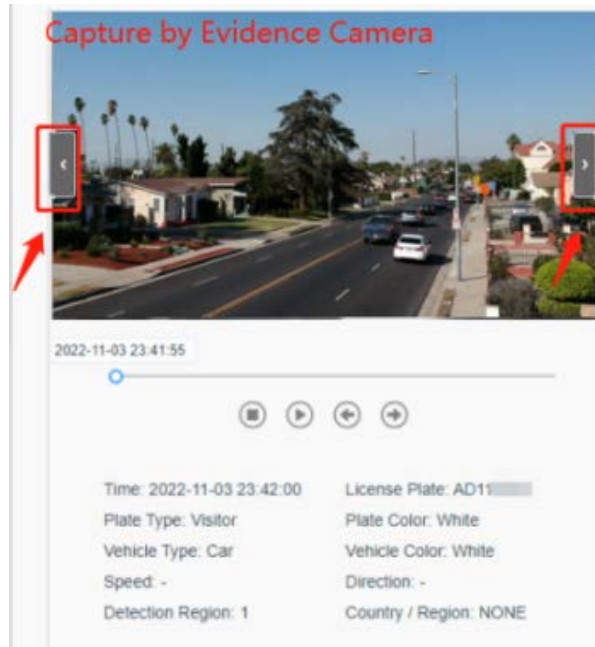 Capture by Evidence Camera
2022-11-03 23:41:55
Time: 2022-11-03 23:42:00
License Plate: AD11
Plate Type: Visitor
Plate Color: White
Vehicle Type: Car
Vehicle Color: White
Speed: -
Direction: -
Detection Region: 1
Country / Region: NONE